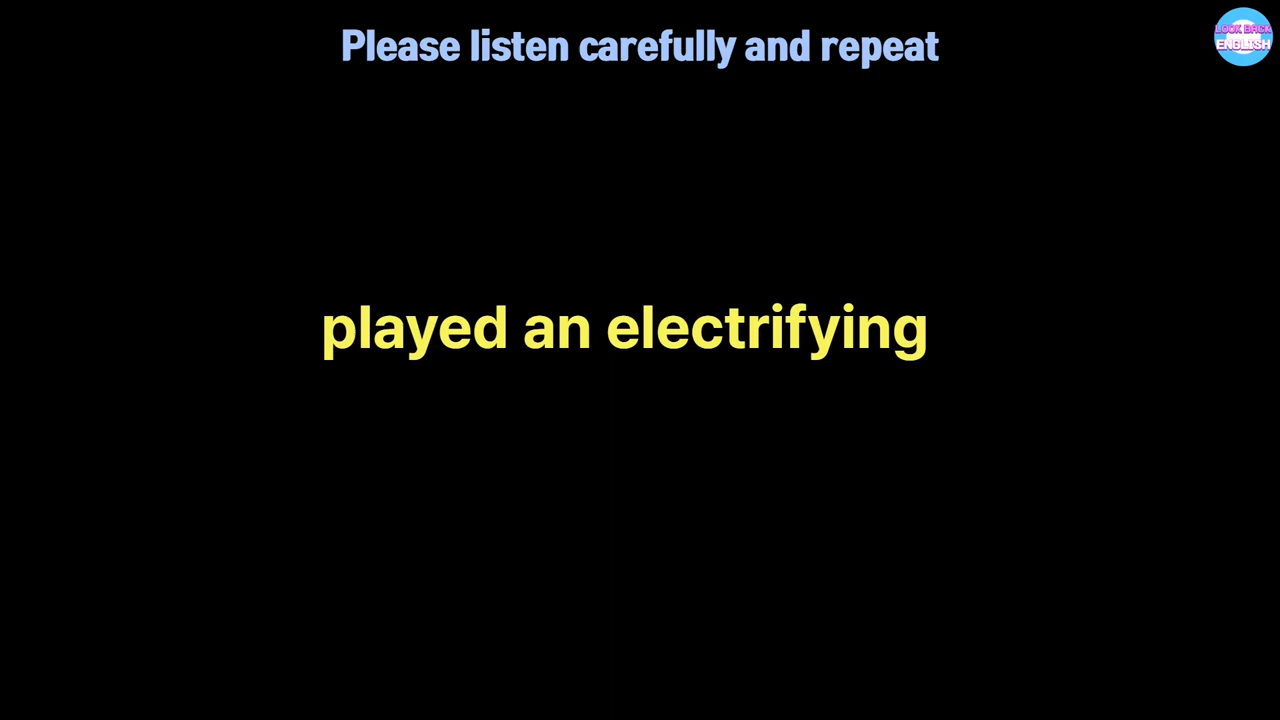 Please listen carefully and repeat
LOOK BACK
ENGLISH
played an electrifying